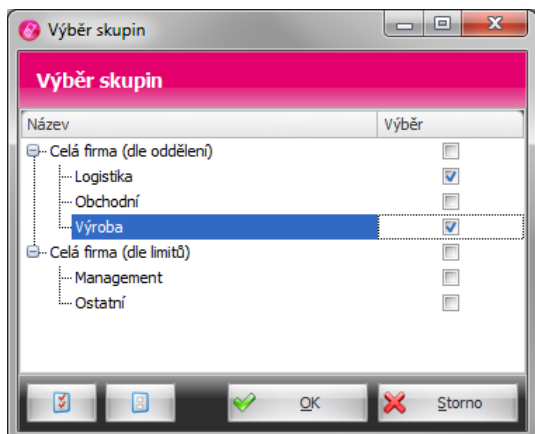 Výběr skupin
Výběr skupin
Název Výběr
Celá firma (dle oddělení)
Logistika
Obchodní
Výroba
Celá firma (dle limitů)
Management
Ostatní
OK Storno